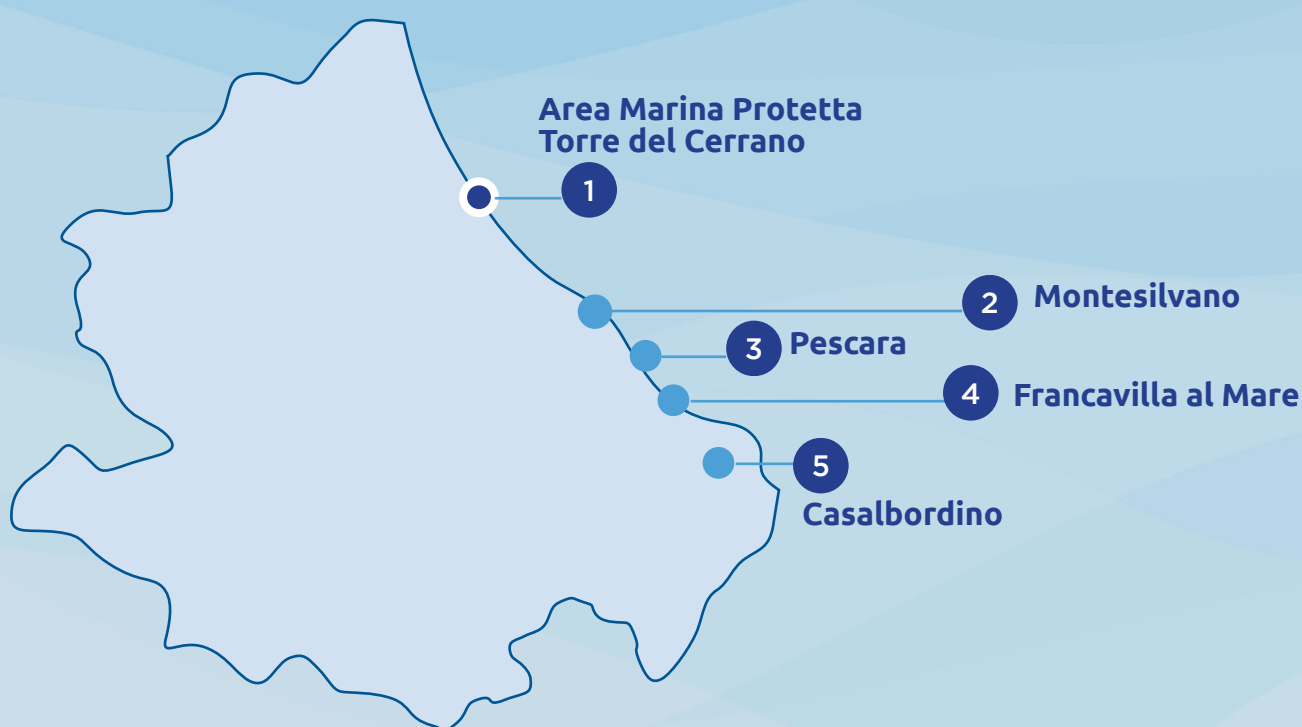 Area Marina Protetta
Torre del Cerrano
1
2 Montesilvano
3 Pescara
4 Francavilla al Mare
5
Casalbordino